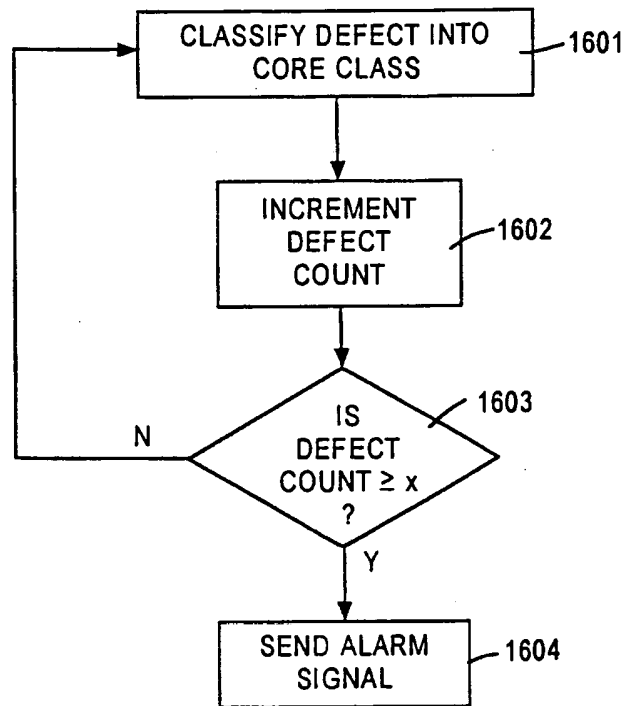 CLASSIFY DEFECT INTO
CORE CLASS
1601
INCREMENT
DEFECT
COUNT
1602
IS
DEFECT
COUNT ≥ x
?
1603
N
Y
SEND ALARM
SIGNAL
1604